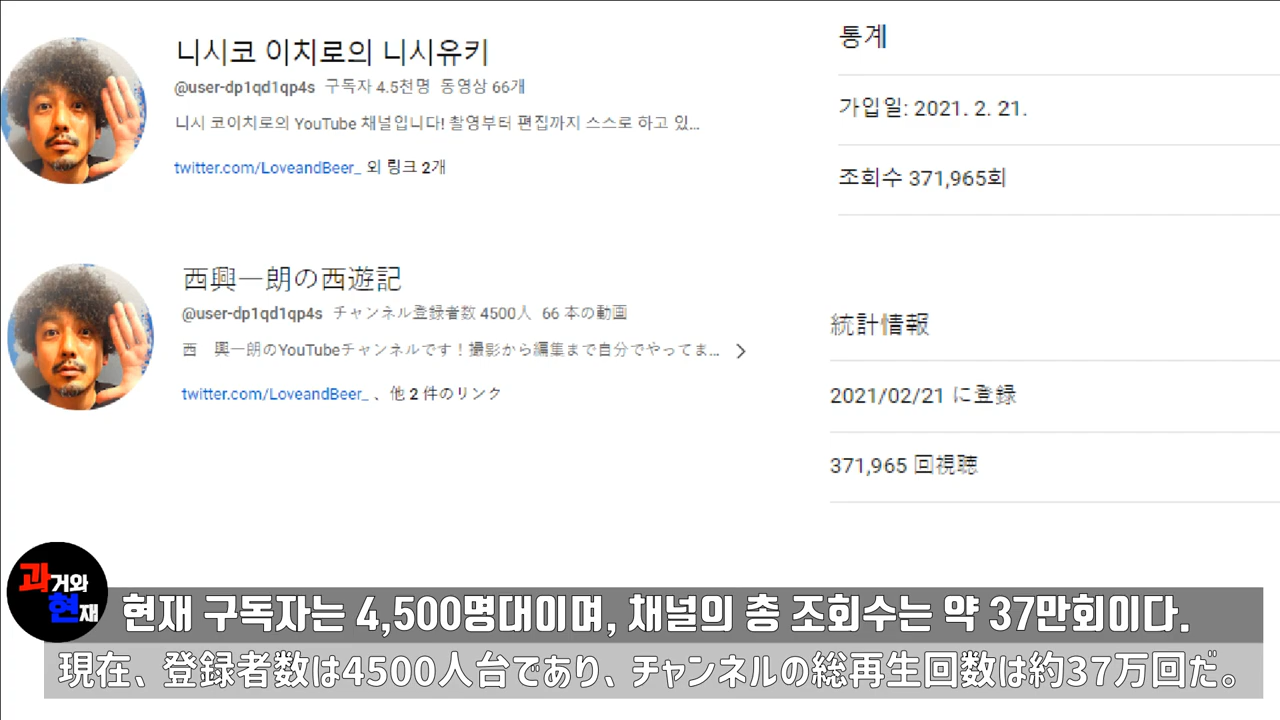 니시코 이치로의 니시유키
@user-dp1qd1qp4s 구독자 4.5천명 동영상 66개
니시 코이치로의 YouTube 채널입니다! 촬영부터 편집까지 스스로 하고 있...
twitter.com/LoveandBeer_ 외 링크 2개
통계
가입일: 2021. 2. 21.
조회수 371,965회
西興一朗の西遊記
@user-dp1qd1qp4s チャンネル登録者数 4500人 66 本の動画
西　興一朗のYouTubeチャンネルです！撮影から編集まで自分でやってま...
twitter.com/LoveandBeer_ 、他 2 件のリンク
統計情報
2021/02/21 に登録
371,965 回視聴
과거와
현재
현재 구독자는 4,500명대이며, 채널의 총 조회수는 약 37만회이다.
現在、登録者数は4500人台であり、チャンネルの総再生回数は約37万回だ。